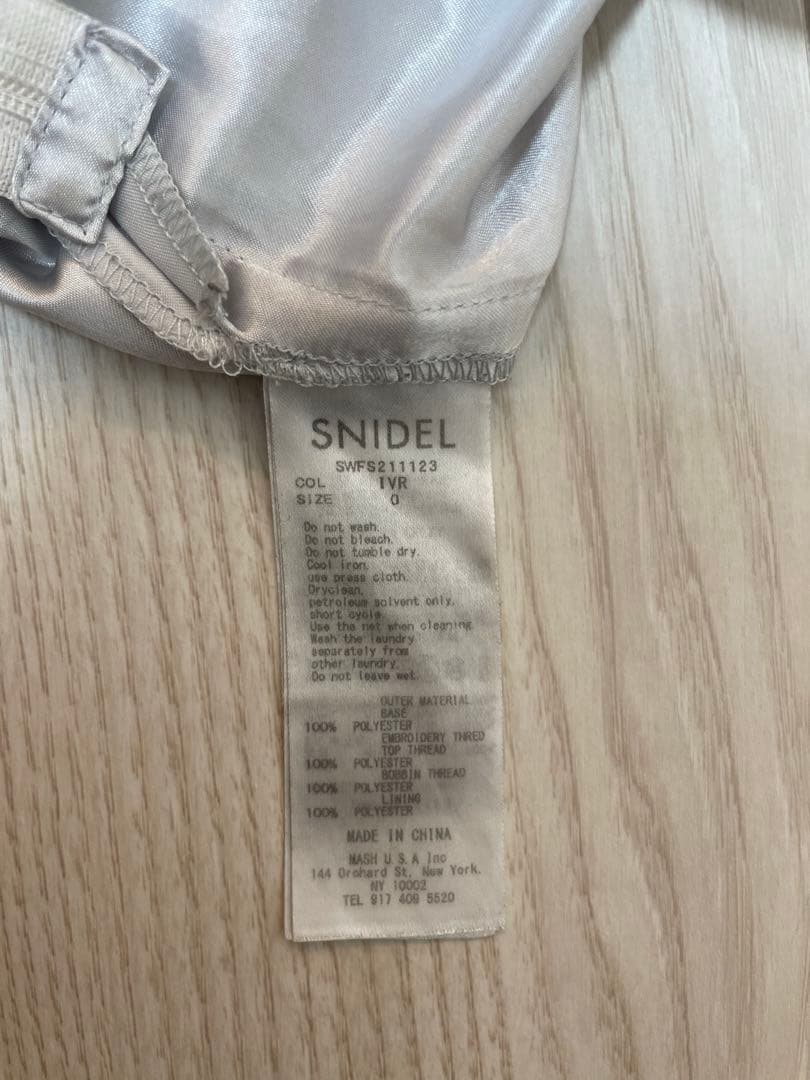 SNIDEL
SWFS211123
COL IVR
SIZE 0
Do not wash.
Do not bleach.
Do not tumble dry.
Cool iron.
use press cloth.
Dryclean.
petroleum solvent only.
short cycle.
Use the net when cleaning.
Wash the laundry
separately from
other laundry.
Do not leave wet.
OUTER MATERIAL
BASE
100% POLYESTER
EMBROIDERY THRED
TOP THREAD
100% POLYESTER
BOBBIN THREAD
100% POLYESTER
LINING
100% POLYESTER
MADE IN CHINA
MASH U.S.A Inc
144 Orchard St, New York.
NY 10002
TEL 917 409 5520